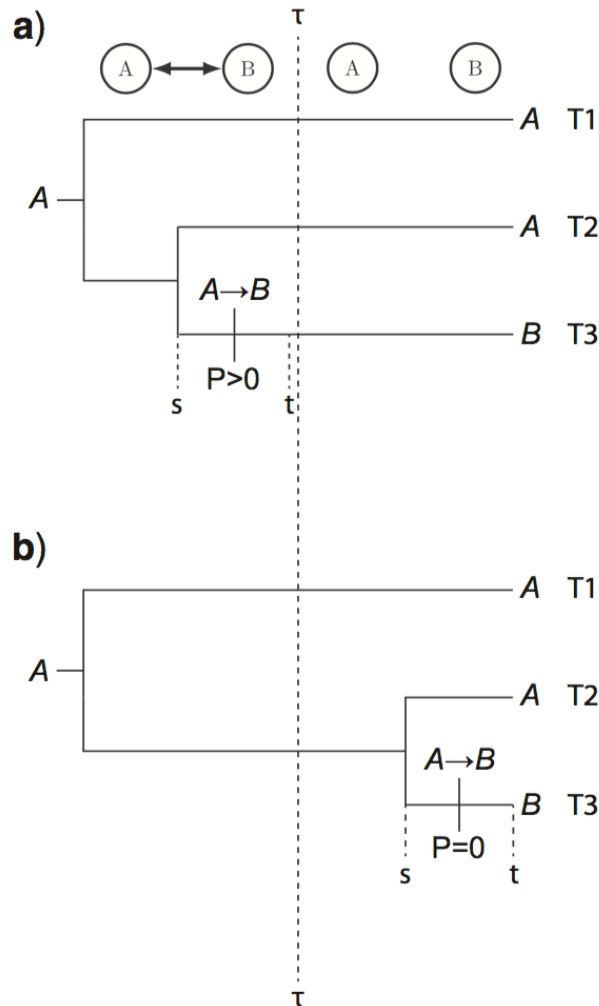 τ
a)
A B A B
A T1
A
A T2
A→B
B T3
P>0
s t
b)
A T1
A
A T2
A→B
B T3
P=0
s t
τ